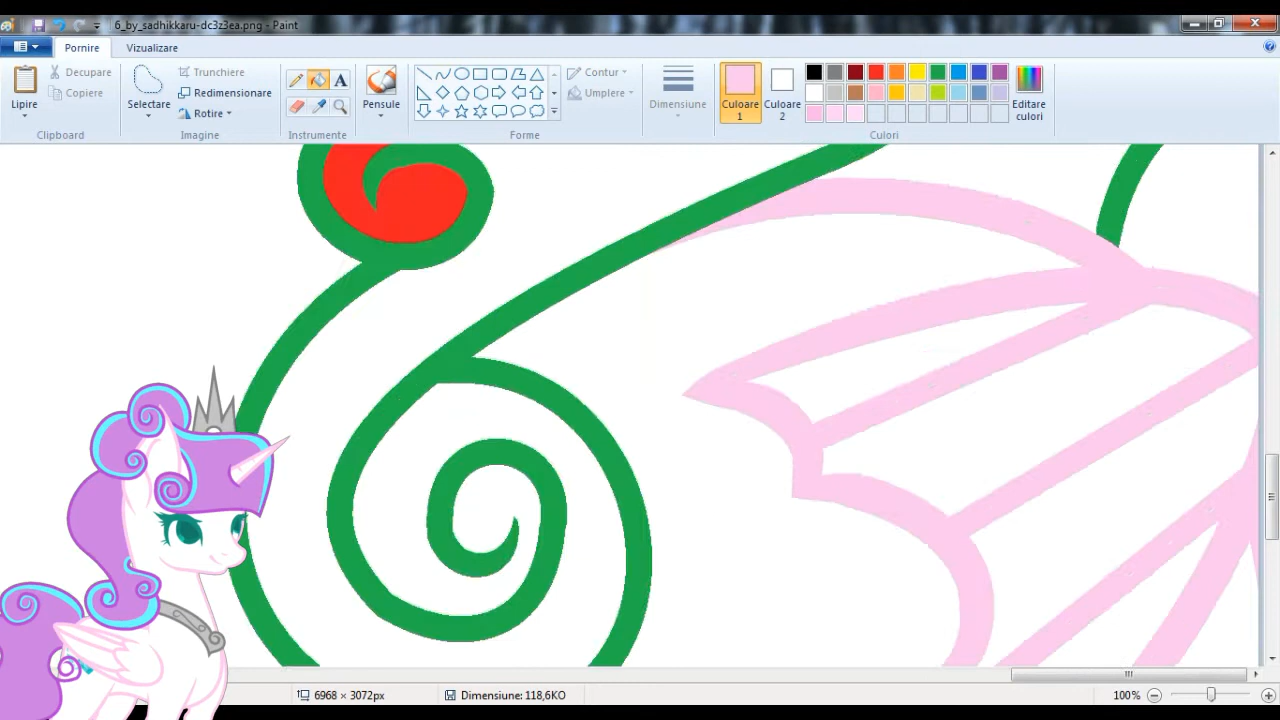 6_by_sadhikkaru-dc3z3ea.png - Paint
Pornire
Vizualizare
Lipire
Decupare
Copiere
Clipboard
Selectare
Trunchiere
Redimensionare
Rotire
Imagine
A
Instrumente
Pensule
Contur
Umplere
Forme
Dimensiune
Culoare
1
Culoare
2
Editare
culori
Culori
6968 × 3072px
Dimensiune: 118,6KO
100%